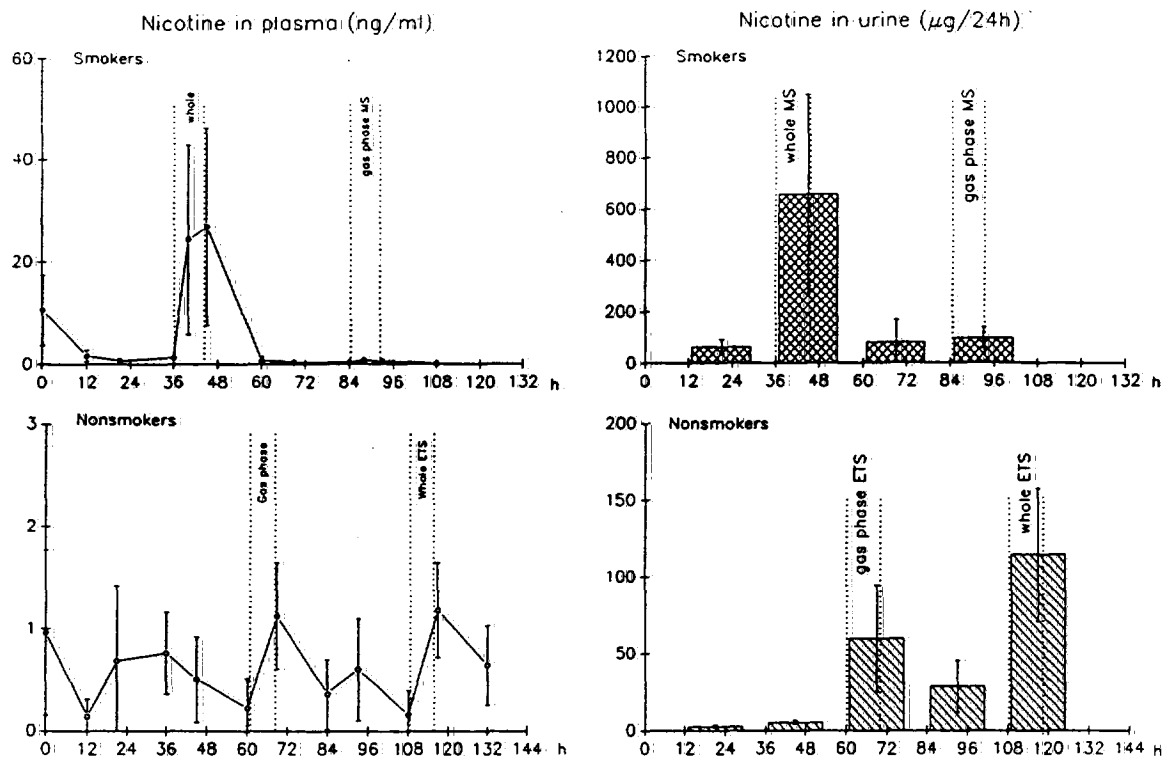 Nicotine in plasma (ng/ml)
Smokers
60
40
20
0
whole
gas phase MS
0 12 24 36 48 60 72 84 96 108 120 132 h
Nicotine in urine (μg/24h)
Smokers
1200
1000
800
600
400
200
0
whole MS
gas phase MS
0 12 24 36 48 60 72 84 96 108 120 132 h
Nonsmokers
3
2
1
0
Gas phase
Whole ETS
0 12 24 36 48 60 72 84 96 108 120 132 144 h
Nonsmokers
200
150
100
50
0
gas phase ETS
whole ETS
0 12 24 36 48 60 72 84 96 108 120 132 144 h